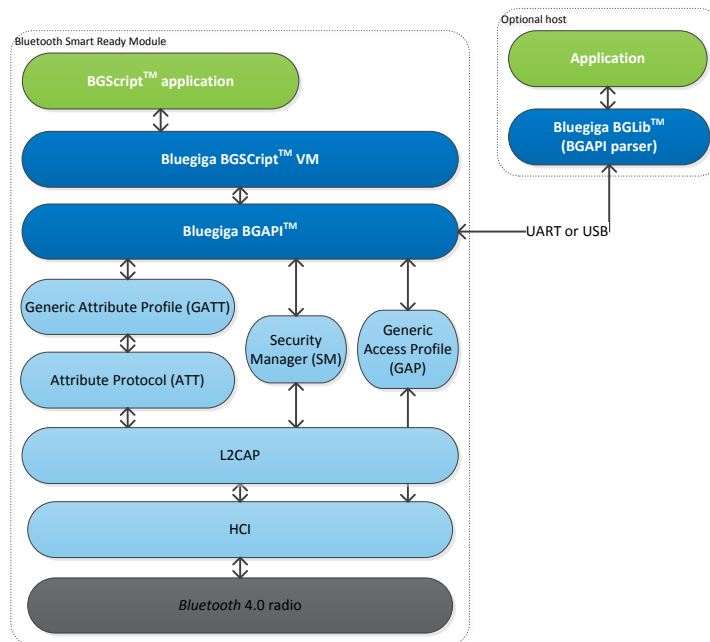 Bluetooth Smart Ready Module
BGScript™ application
Bluegiga BGSCript™ VM
Bluegiga BGAPI™
Generic Attribute Profile (GATT)
Attribute Protocol (ATT)
Security
Manager (SM)
Generic
Access Profile
(GAP)
L2CAP
HCI
Bluetooth 4.0 radio
Optional host
Application
Bluegiga BGLib™
(BGAPI parser)
UART or USB